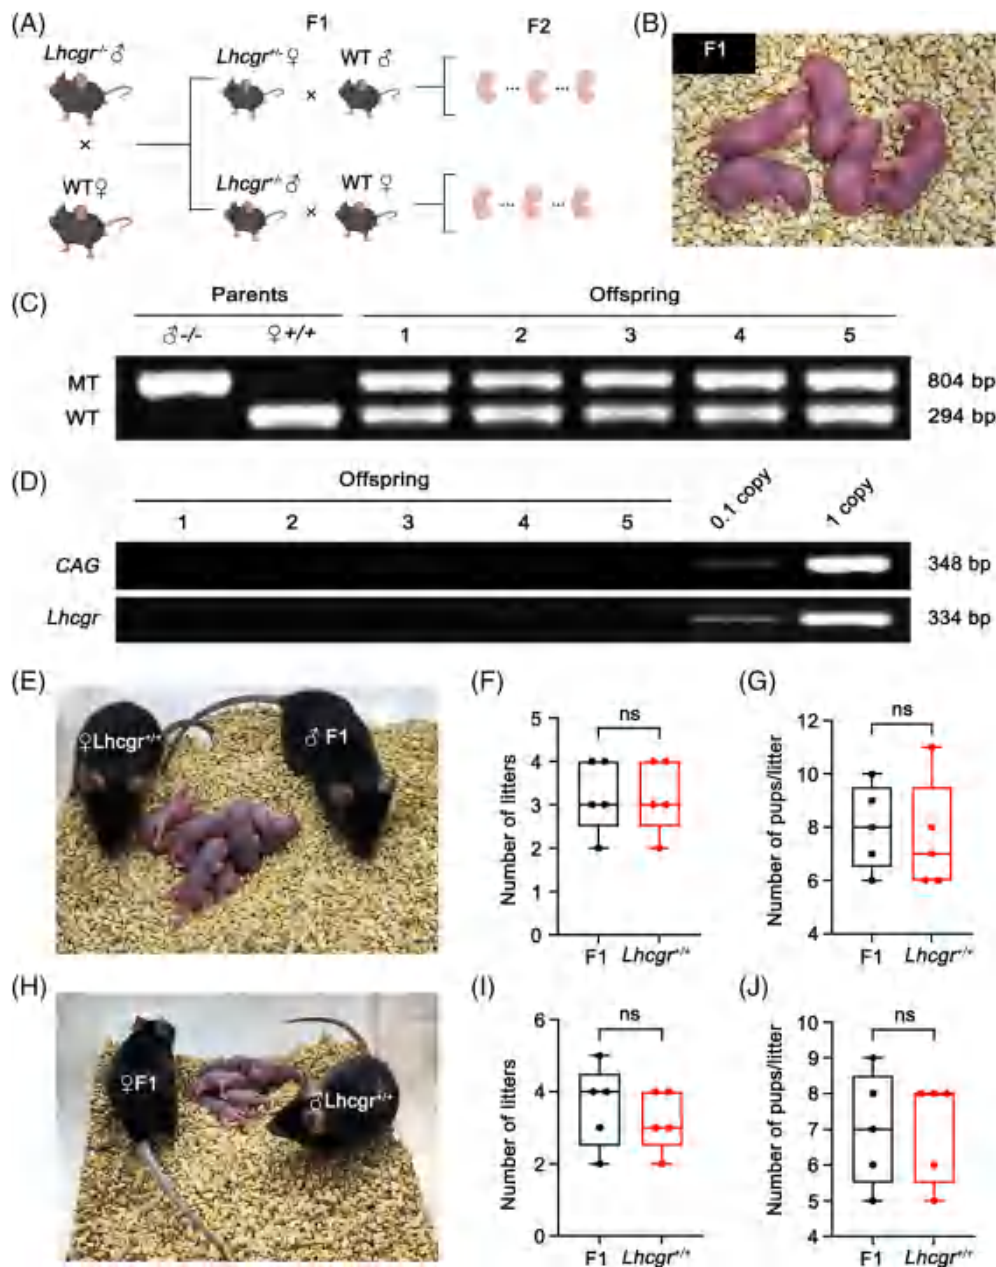 (A)
F1
F2
Lhcgr-/- ♂
Lhcgr+/- ♀
WT ♂
×
×
...
...
WT♀
Lhcgr+/- ♂
WT ♀
×
...
...
(B)
F1
(C)
Parents
Offspring
♂-/-
♀+/+
1
2
3
4
5
MT
804 bp
WT
294 bp
(D)
Offspring
0.1 copy
1 copy
1
2
3
4
5
CAG
348 bp
Lhcgr
334 bp
(E)
♀Lhcgr+/+
♂ F1
(F)
Number of litters
5
4
3
2
1
0
ns
F1
Lhcgr+/+
(G)
Number of pups/litter
12
10
8
6
4
ns
F1
Lhcgr+/+
(H)
♀F1
♂Lhcgr+/+
(I)
Number of litters
6
4
2
0
ns
F1
Lhcgr+/+
(J)
Number of pups/litter
10
9
8
7
6
5
4
ns
F1
Lhcgr+/+